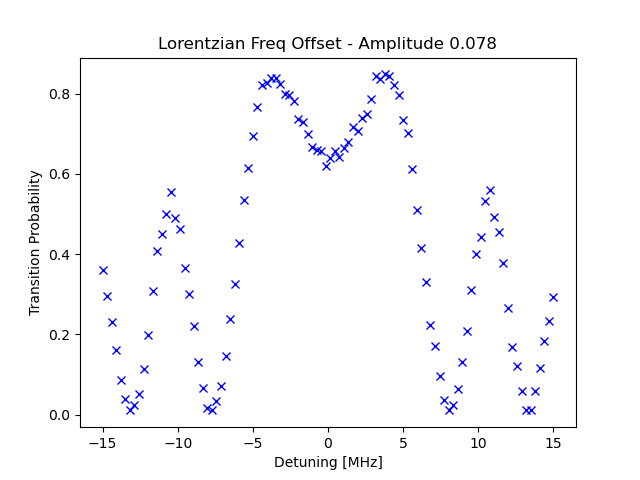 Lorentzian Freq Offset - Amplitude 0.078
Transition Probability
0.8
0.6
0.4
0.2
0.0
−15 −10 −5 0 5 10 15
Detuning [MHz]